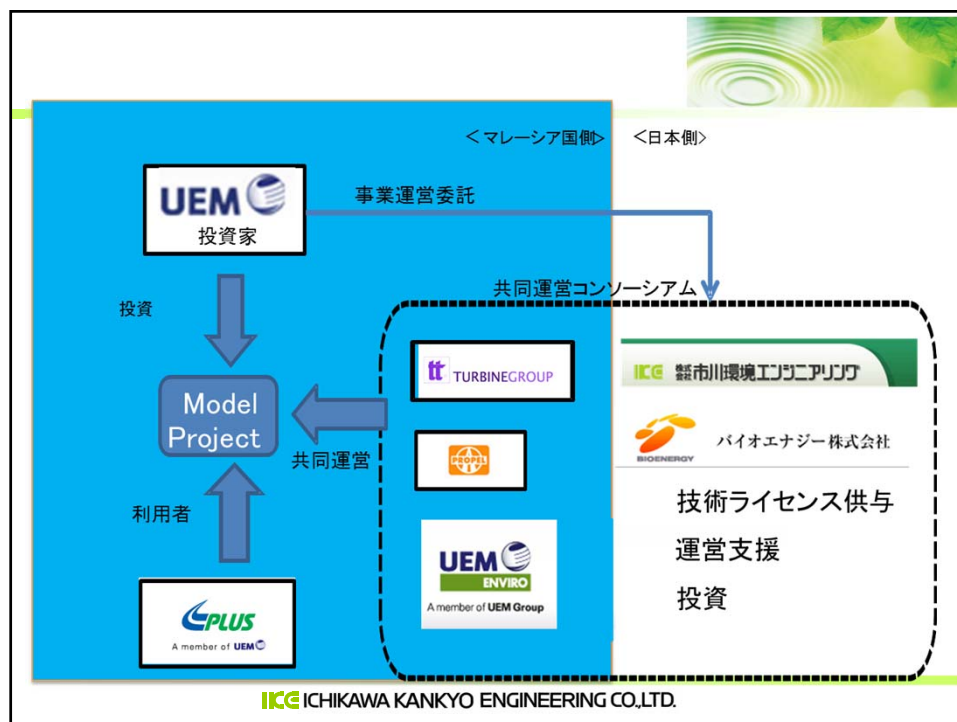 <マレーシア国側>
<日本側>
UEM
投資家
事業運営委託
投資
共同運営コンソーシアム
tt TURBINEGROUP
ICE 株式会社市川環境エンジニアリング
Model
Project
共同運営
PROPEL
BIOENERGY
バイオエナジー株式会社
利用者
技術ライセンス供与
運営支援
投資
UEM
ENVIRO
A member of UEM Group
PLUS
A member of UEM
ICE ICHIKAWA KANKYO ENGINEERING CO.,LTD.